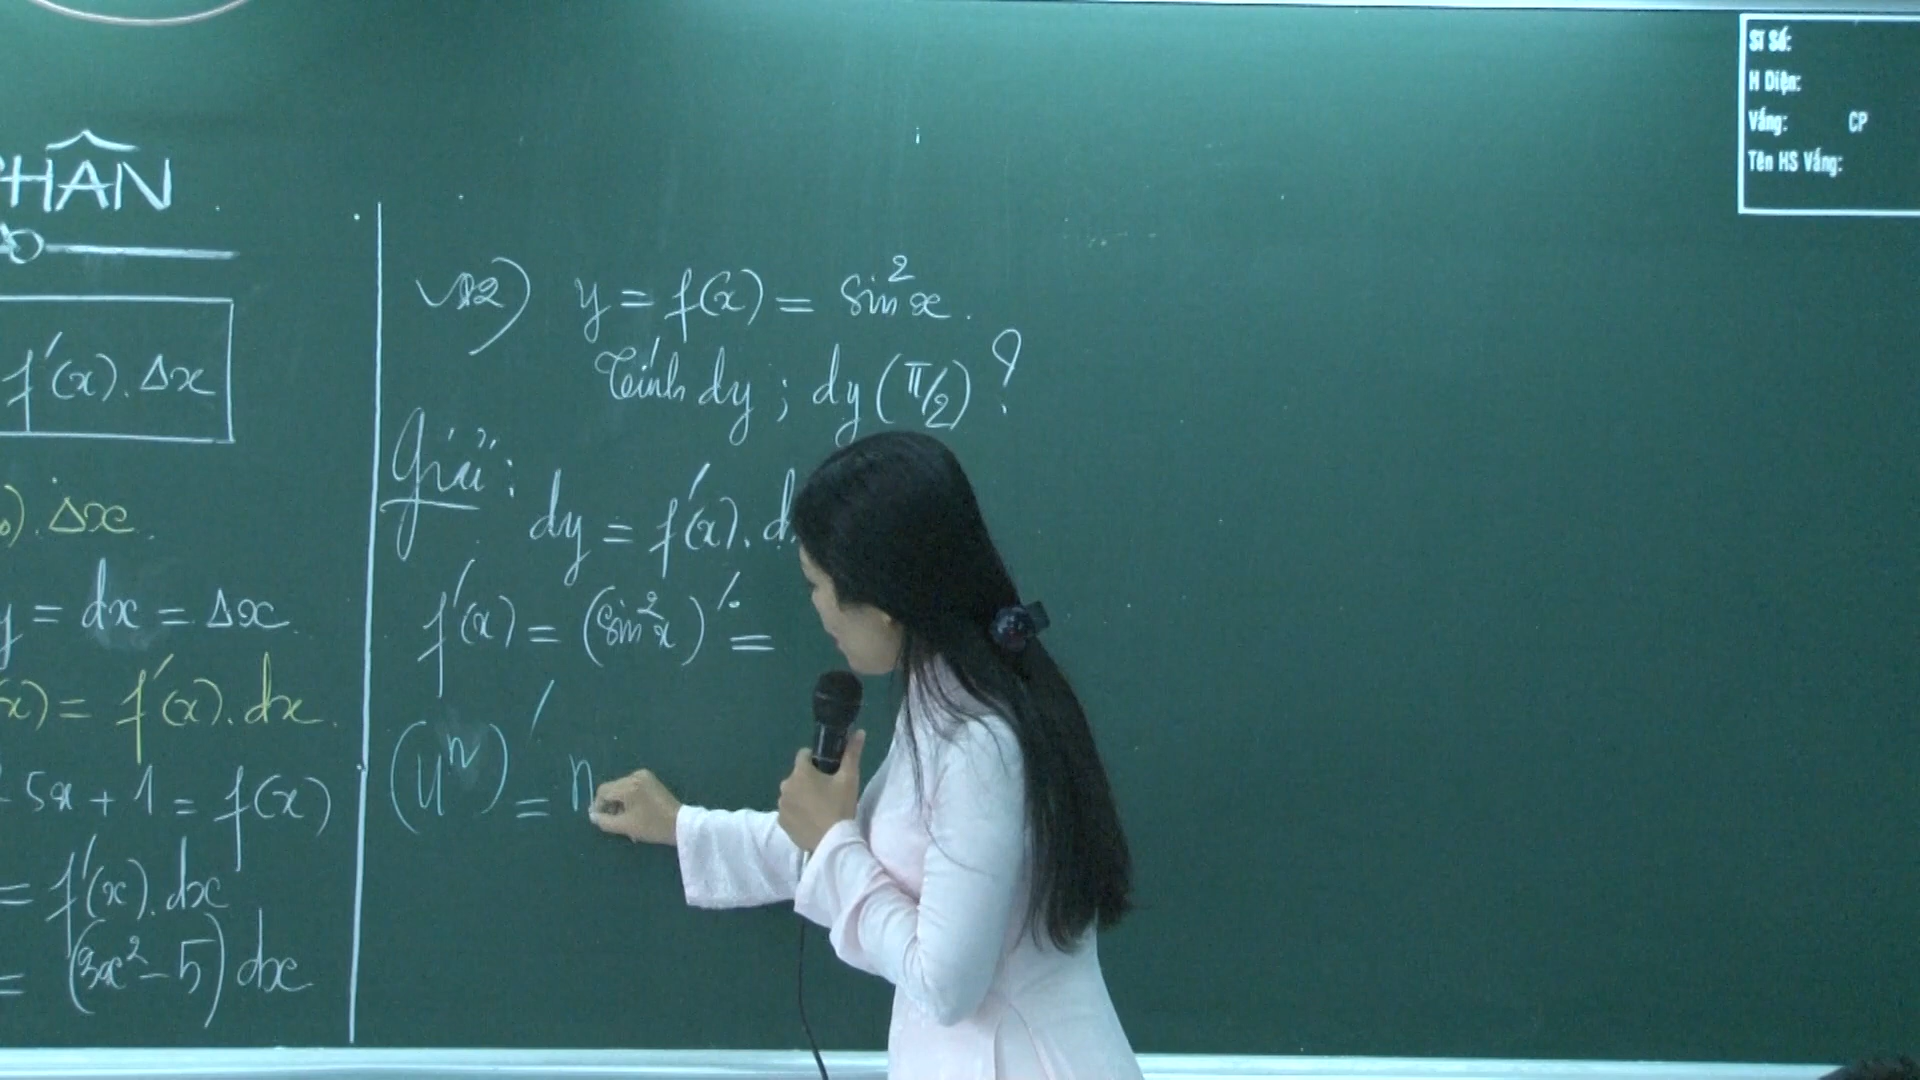 PHÂN
f'(x).Δx
).Δx.
y = dx = Δx.
(x) = f'(x).dx.
5x + 1 = f(x)
= f'(x).dx
= (3x² - 5) dx
VD2) y = f(x) = sin²x.
Tính dy ; dy (π/2) ?
Giải: dy = f'(x). d
f'(x) = (sin²x)' =
(uⁿ)' = n
Sĩ Số:
H Diện:
Vắng: CP
Tên HS Vắng: